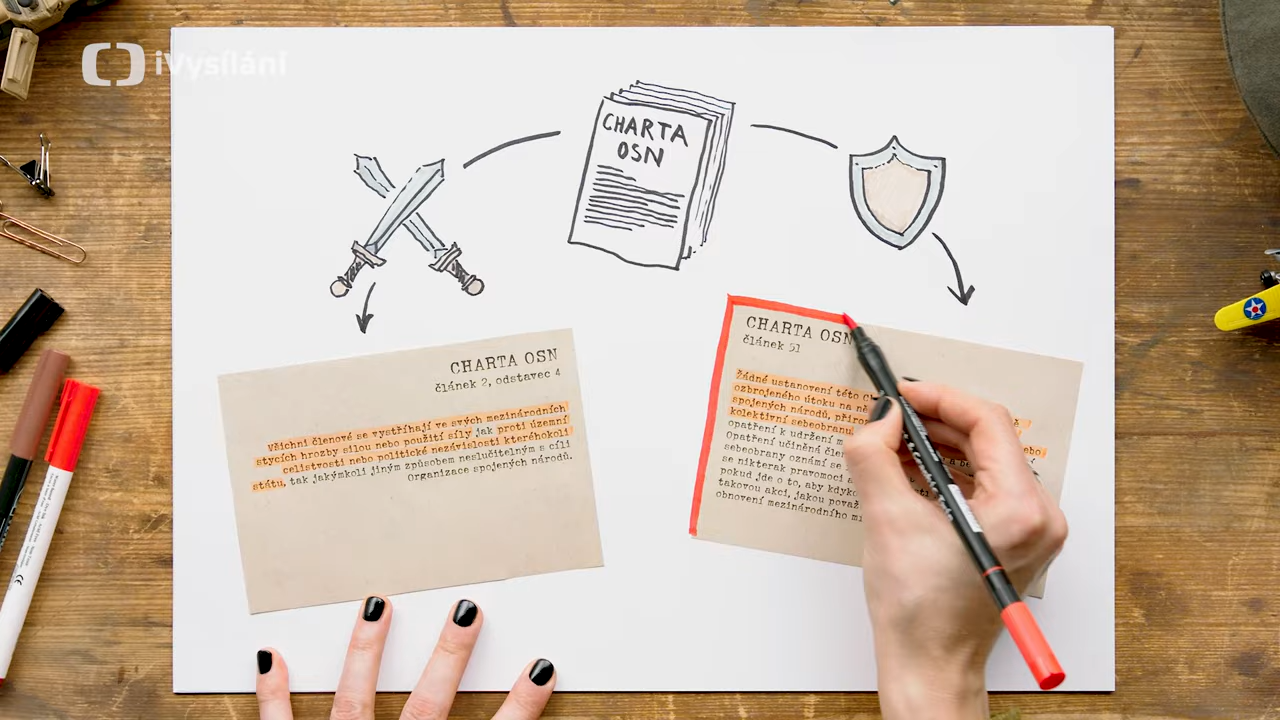 iVysílání
CHARTA
OSN
CHARTA OSN
článek 2, odstavec 4
Všichni členové se vystříhají ve svých mezinárodních
stycích hrozby silou nebo použití síly jak proti územní
celistvosti nebo politické nezávislosti kteréhokoli
státu, tak jakýmkoli jiným způsobem neslučitelným s cíli
Organizace spojených národů.
CHARTA OSN
článek 51
Žádné ustanovení této
ozbrojeného útoku na
spojených národů,
kolektivní sebeobranu
opatření k udržení
Opatření učiněná
sebeobrany oznámí se
se nikterak pravomoci a
pokud jde o to, aby
takovou akci, jakou
obnovení mezinárodního